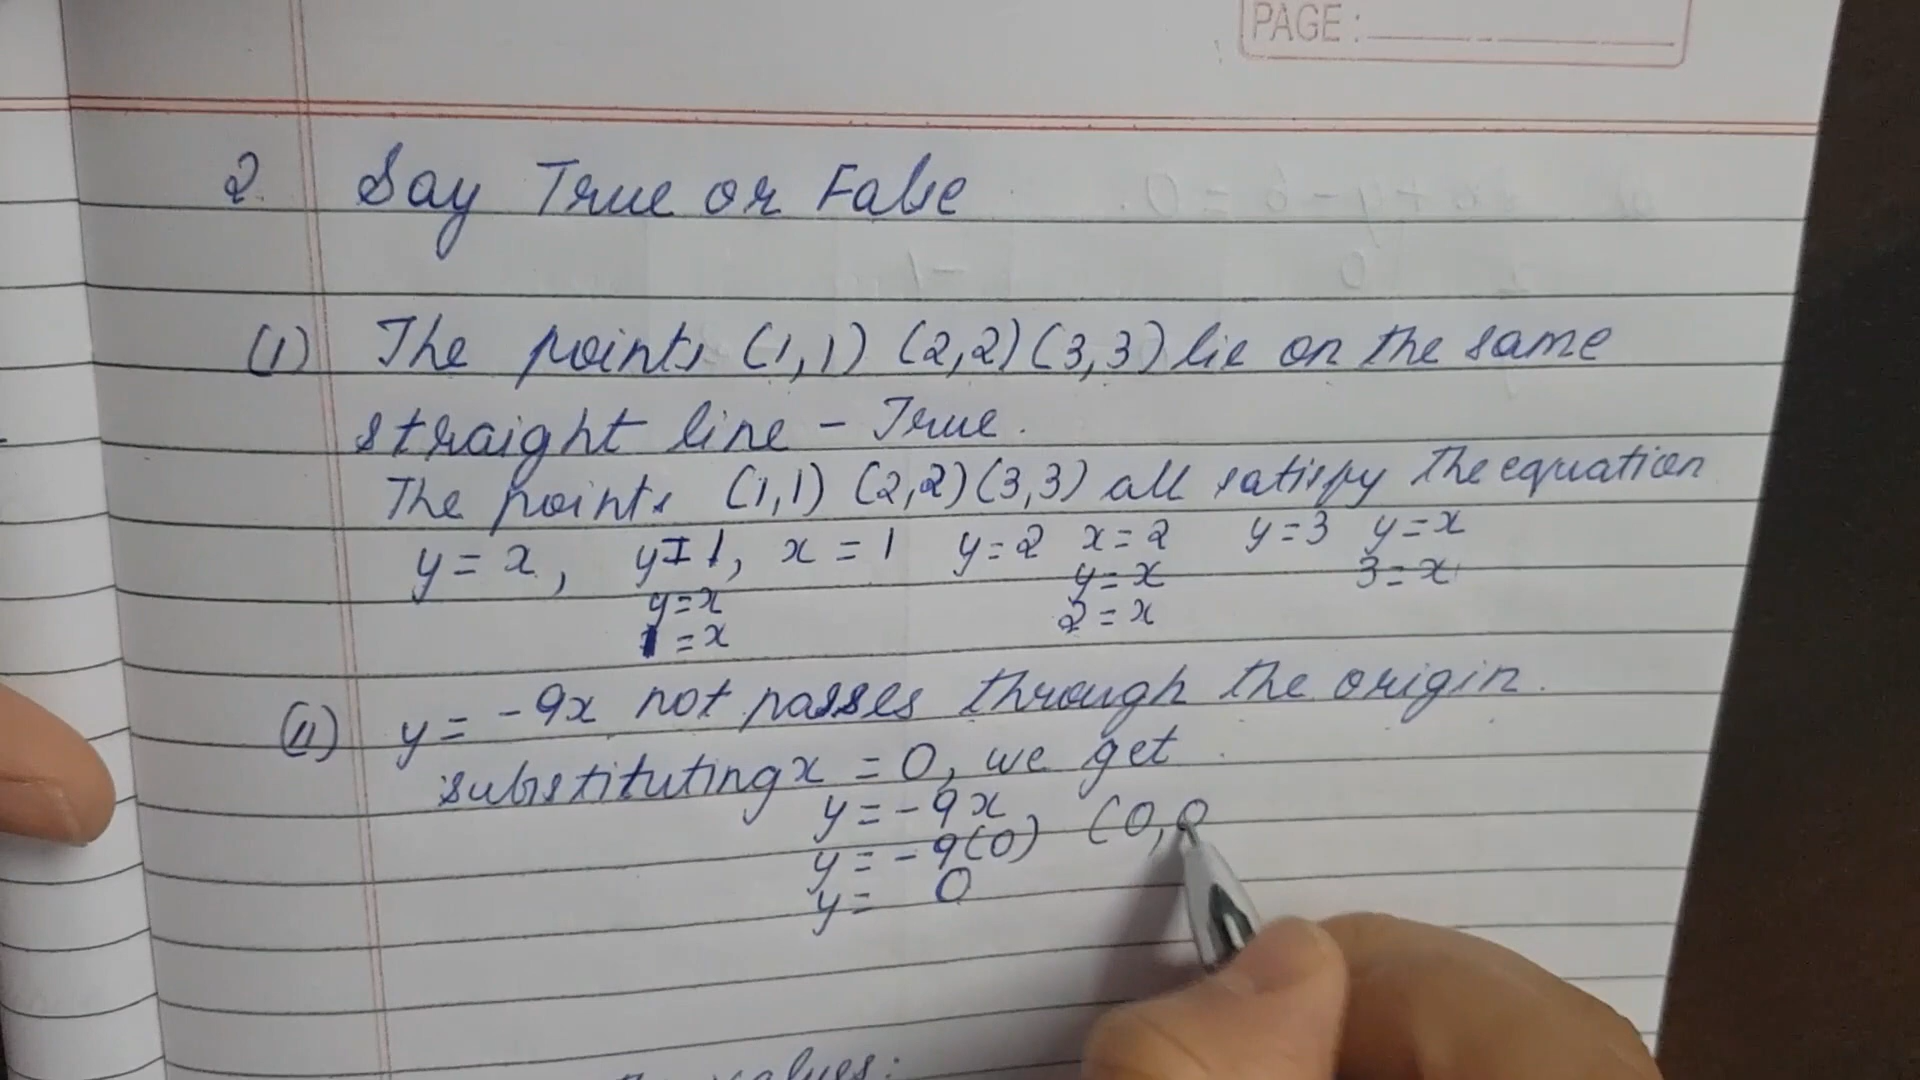 PAGE :
2. Say True or False
(i) The points (1,1) (2,2) (3,3) lie on the same
straight line - True.
The points (1,1) (2,2) (3,3) all satisfy the equation
y = x, y = 1, x = 1 y = 2 x = 2 y = 3 y = x
y = x y = x 3 = x
1 = x 2 = x
(ii) y = -9x not passes through the origin.
substituting x = 0, we get
y = -9x
y = -9(0) (0,0
y = 0
values: